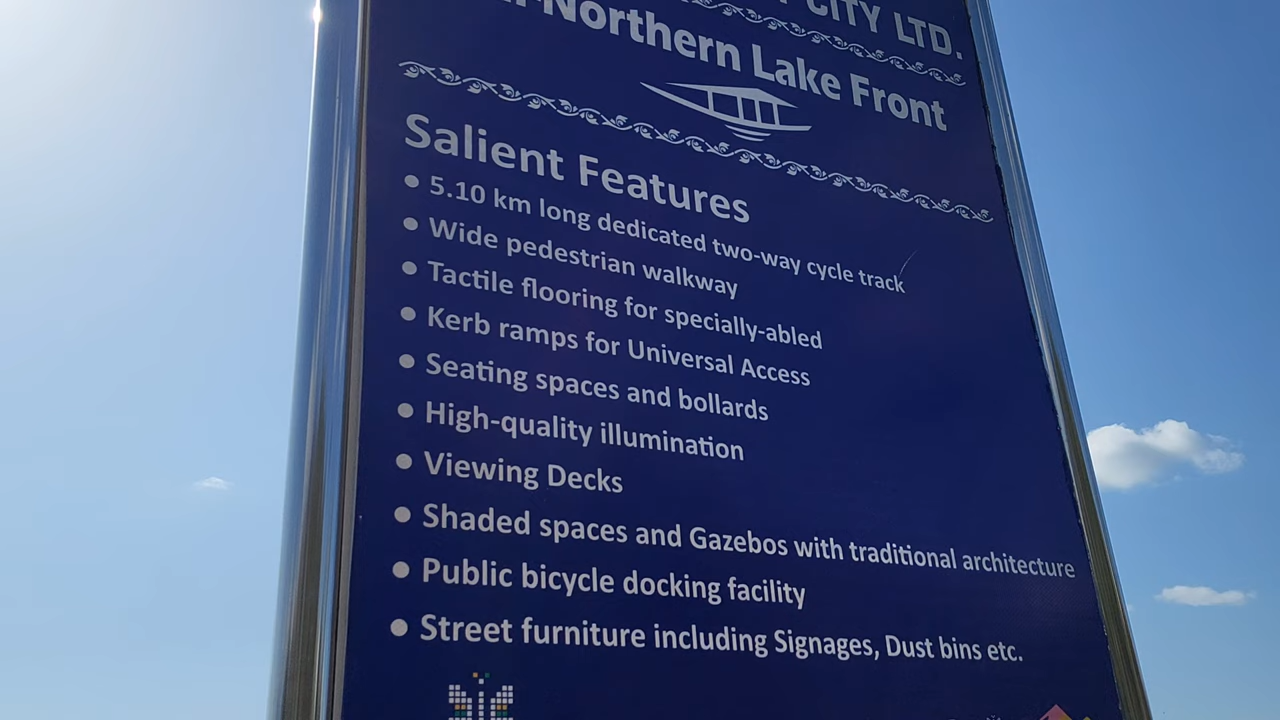 CITY LTD.
Northern Lake Front
Salient Features
• 5.10 km long dedicated two-way cycle track
• Wide pedestrian walkway
• Tactile flooring for specially-abled
• Kerb ramps for Universal Access
• Seating spaces and bollards
• High-quality illumination
• Viewing Decks
• Shaded spaces and Gazebos with traditional architecture
• Public bicycle docking facility
• Street furniture including Signages, Dust bins etc.